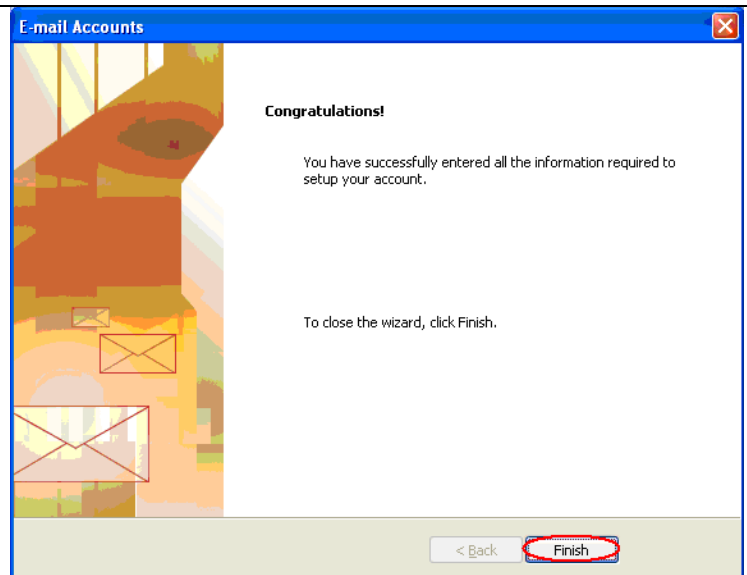 E-mail Accounts
Congratulations!
You have successfully entered all the information required to
setup your account.
To close the wizard, click Finish.
< Back
Finish